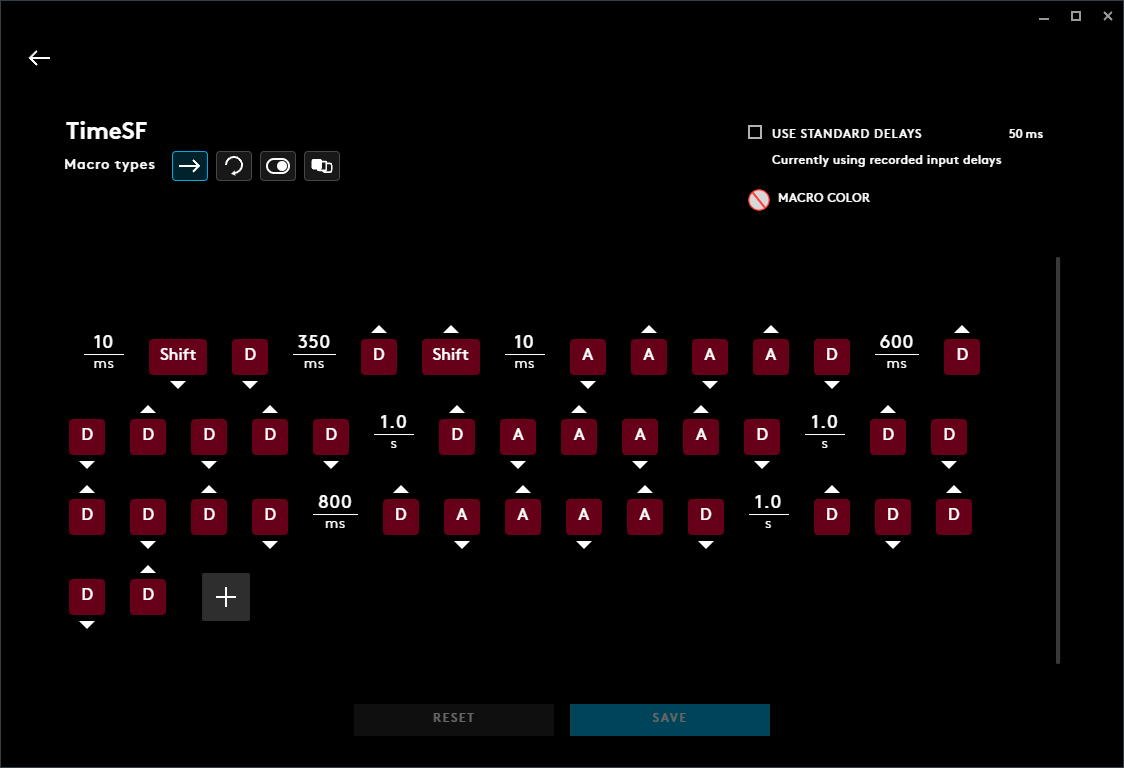 TimeSF
Macro types
USE STANDARD DELAYS 50 ms
Currently using recorded input delays
MACRO COLOR
10 ms Shift D 350 ms D Shift 10 ms A A A A D 600 ms D
D D D D D 1.0 s D A A A A D 1.0 s D D
D D D D 800 ms D A A A A D 1.0 s D D D
D D
RESET SAVE